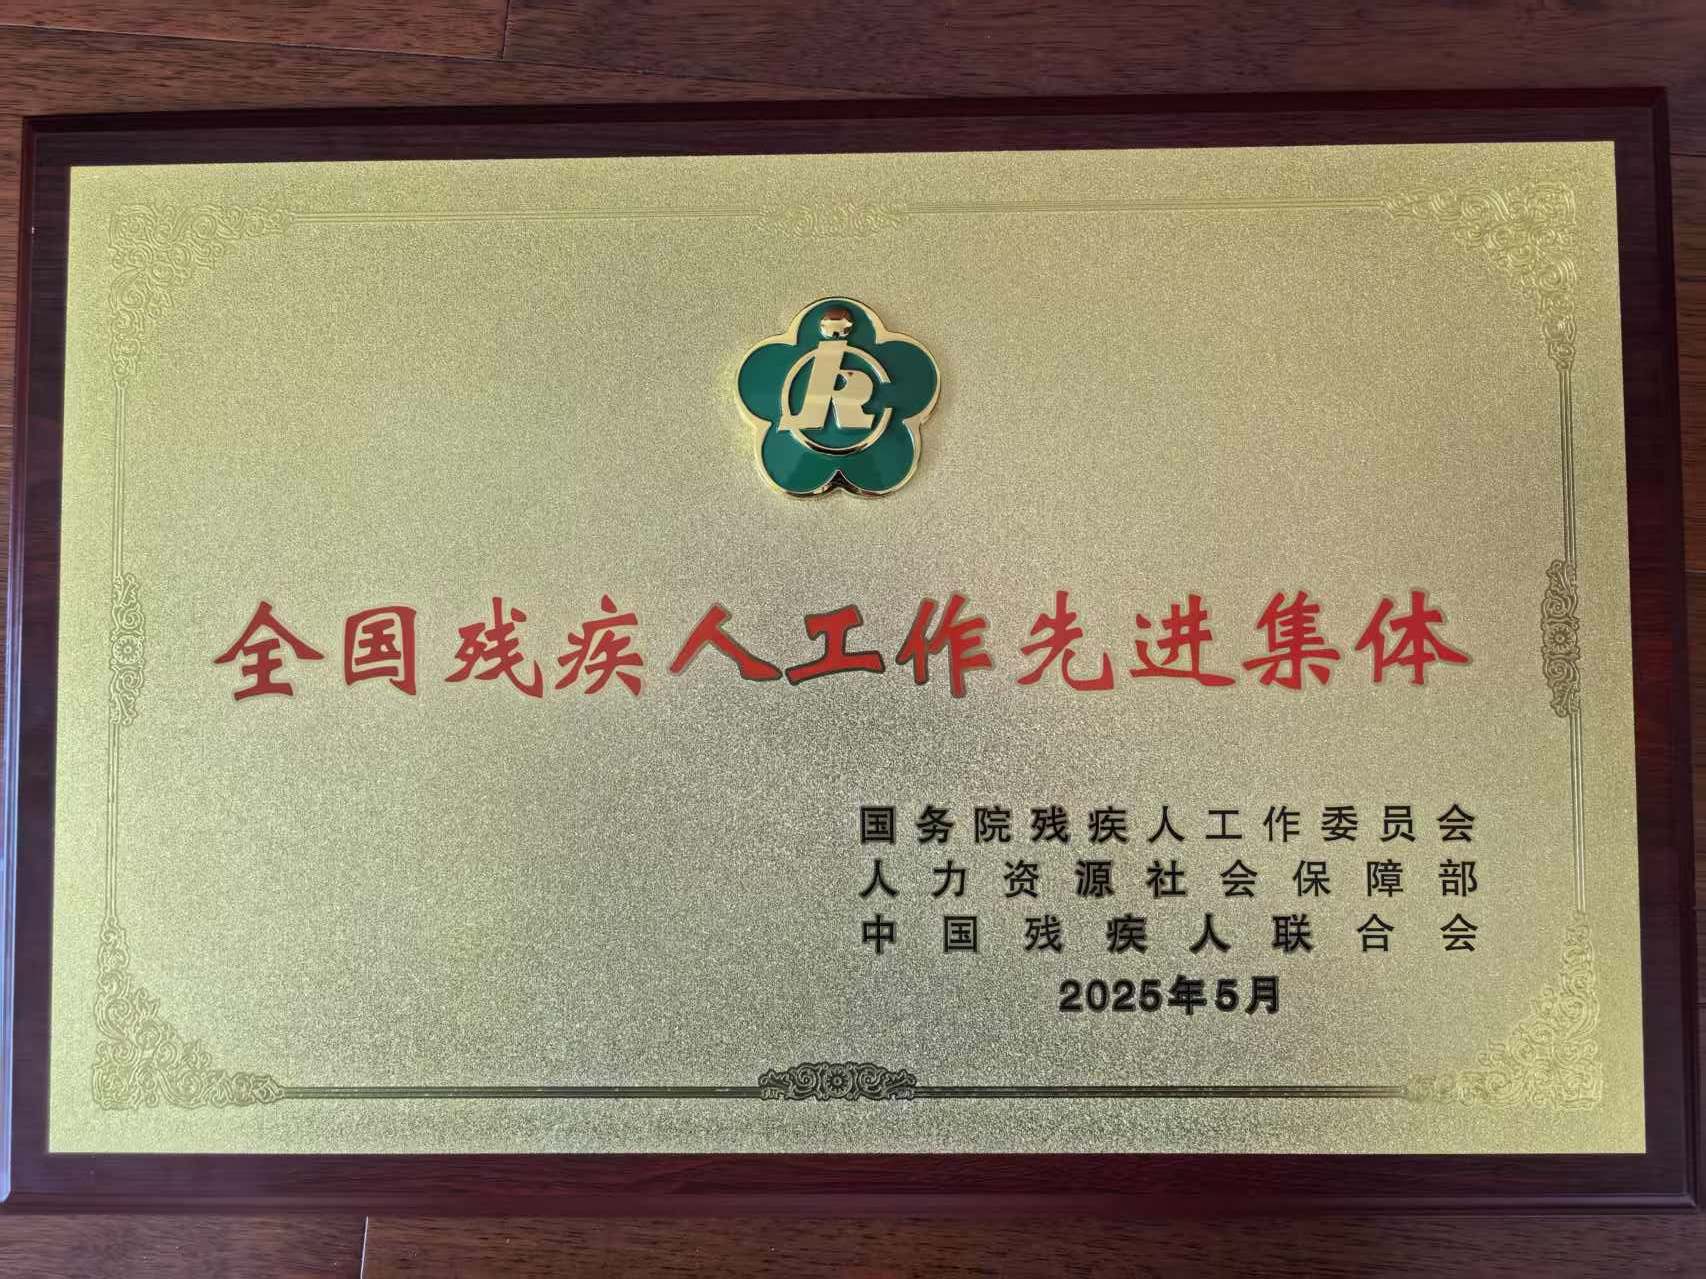 全国残疾人工作先进集体
国务院残疾人工作委员会
人力资源社会保障部
中国残疾人联合会
2025年5月